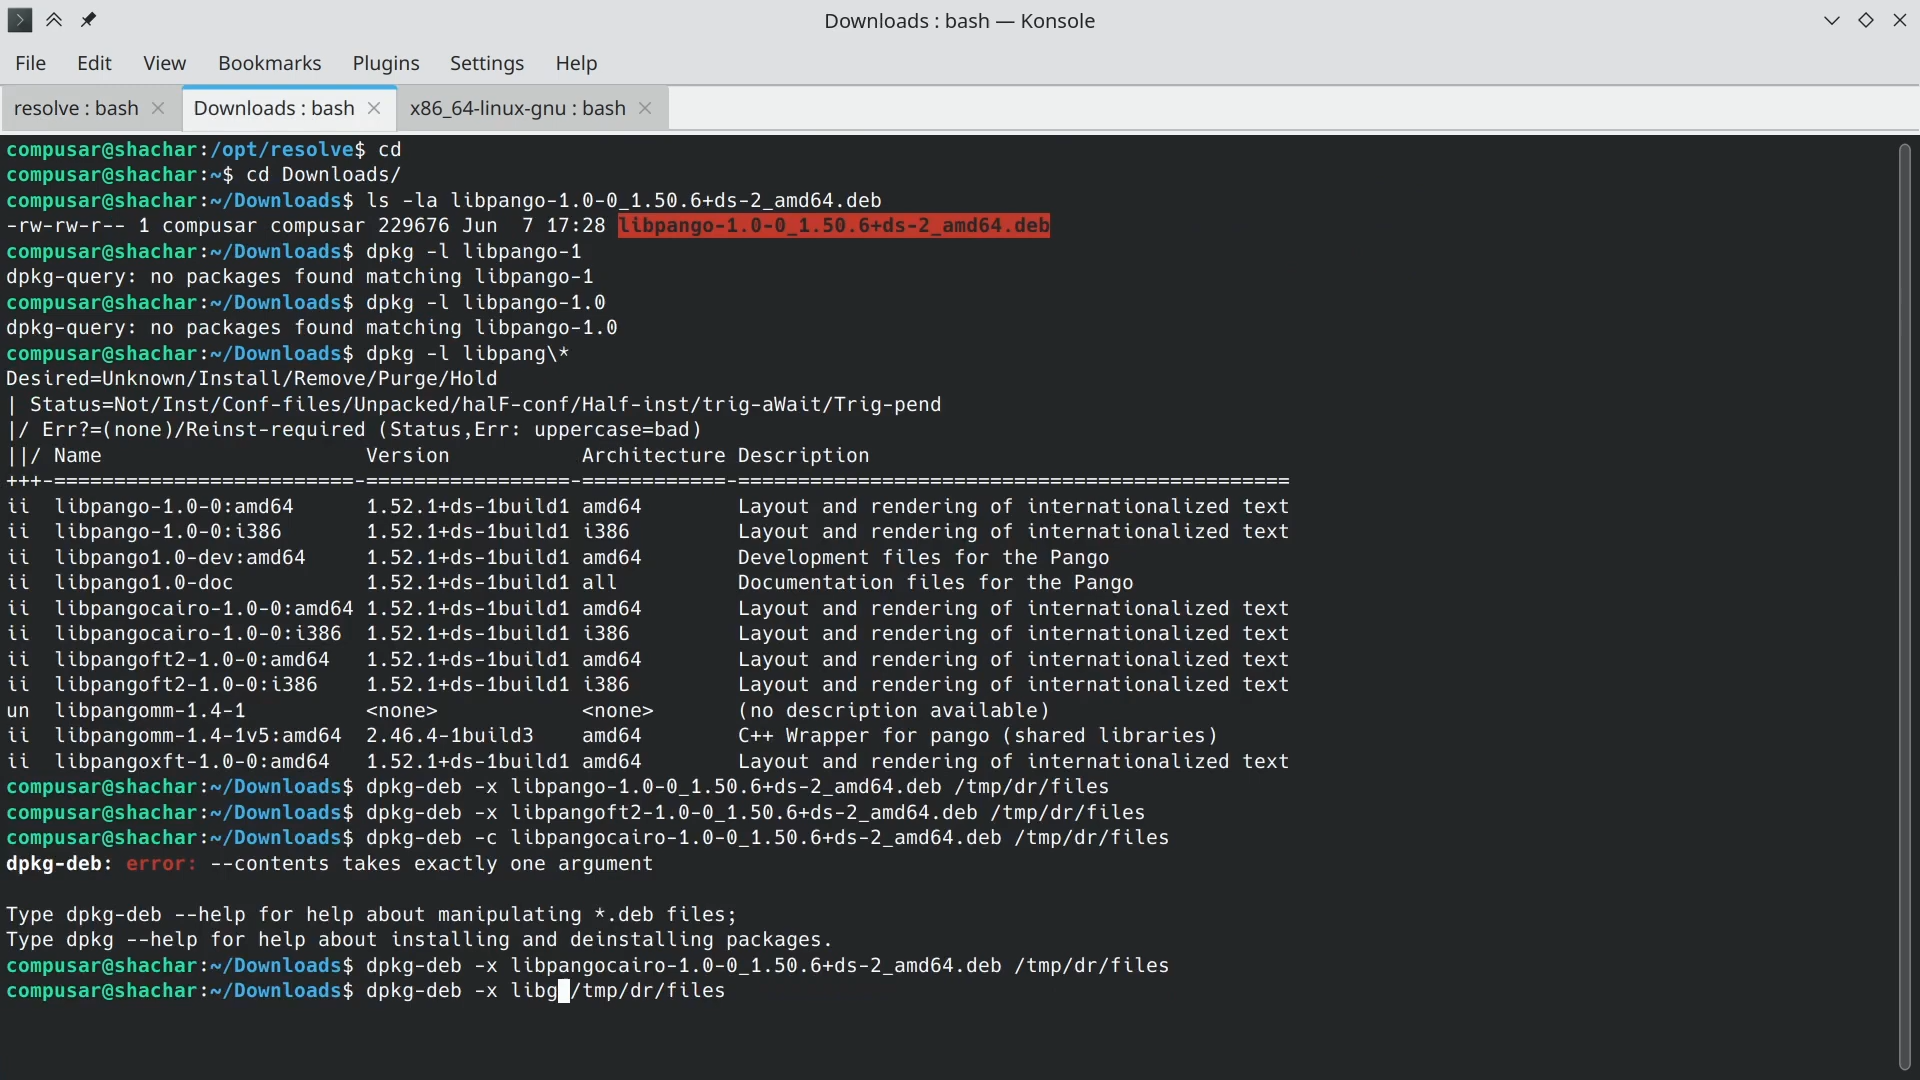 Downloads : bash — Konsole
File Edit View Bookmarks Plugins Settings Help
resolve : bash Downloads : bash x86_64-linux-gnu : bash
compusar@shachar:/opt/resolve$ cd
compusar@shachar:~$ cd Downloads/
compusar@shachar:~/Downloads$ ls -la libpango-1.0-0_1.50.6+ds-2_amd64.deb
-rw-rw-r-- 1 compusar compusar 229676 Jun  7 17:28 libpango-1.0-0_1.50.6+ds-2_amd64.deb
compusar@shachar:~/Downloads$ dpkg -l libpango-1
dpkg-query: no packages found matching libpango-1
compusar@shachar:~/Downloads$ dpkg -l libpango-1.0
dpkg-query: no packages found matching libpango-1.0
compusar@shachar:~/Downloads$ dpkg -l libpang\*
Desired=Unknown/Install/Remove/Purge/Hold
| Status=Not/Inst/Conf-files/Unpacked/halF-conf/Half-inst/trig-aWait/Trig-pend
|/ Err?=(none)/Reinst-required (Status,Err: uppercase=bad)
||/ Name                      Version           Architecture Description
+++-=========================-=================-============-==============================================
ii  libpango-1.0-0:amd64      1.52.1+ds-1build1 amd64        Layout and rendering of internationalized text
ii  libpango-1.0-0:i386       1.52.1+ds-1build1 i386         Layout and rendering of internationalized text
ii  libpango1.0-dev:amd64     1.52.1+ds-1build1 amd64        Development files for the Pango
ii  libpango1.0-doc           1.52.1+ds-1build1 all          Documentation files for the Pango
ii  libpangocairo-1.0-0:amd64 1.52.1+ds-1build1 amd64        Layout and rendering of internationalized text
ii  libpangocairo-1.0-0:i386  1.52.1+ds-1build1 i386         Layout and rendering of internationalized text
ii  libpangoft2-1.0-0:amd64   1.52.1+ds-1build1 amd64        Layout and rendering of internationalized text
ii  libpangoft2-1.0-0:i386    1.52.1+ds-1build1 i386         Layout and rendering of internationalized text
un  libpangomm-1.4-1          <none>            <none>       (no description available)
ii  libpangomm-1.4-1v5:amd64  2.46.4-1build3    amd64        C++ Wrapper for pango (shared libraries)
ii  libpangoxft-1.0-0:amd64   1.52.1+ds-1build1 amd64        Layout and rendering of internationalized text
compusar@shachar:~/Downloads$ dpkg-deb -x libpango-1.0-0_1.50.6+ds-2_amd64.deb /tmp/dr/files
compusar@shachar:~/Downloads$ dpkg-deb -x libpangoft2-1.0-0_1.50.6+ds-2_amd64.deb /tmp/dr/files
compusar@shachar:~/Downloads$ dpkg-deb -c libpangocairo-1.0-0_1.50.6+ds-2_amd64.deb /tmp/dr/files
dpkg-deb: error: --contents takes exactly one argument
Type dpkg-deb --help for help about manipulating *.deb files;
Type dpkg --help for help about installing and deinstalling packages.
compusar@shachar:~/Downloads$ dpkg-deb -x libpangocairo-1.0-0_1.50.6+ds-2_amd64.deb /tmp/dr/files
compusar@shachar:~/Downloads$ dpkg-deb -x libg /tmp/dr/files